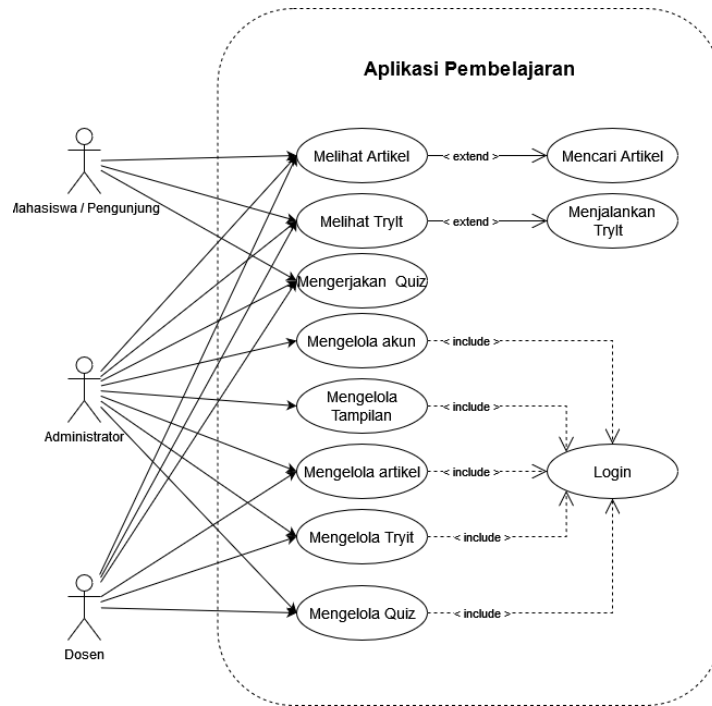 Aplikasi Pembelajaran
Melihat Artikel
< extend >
Mencari Artikel
Mahasiswa / Pengunjung
Melihat TryIt
< extend >
Menjalankan
TryIt
Mengerjakan Quiz
Mengelola akun
< include >
Mengelola
Tampilan
< include >
Administrator
Mengelola artikel
< include >
Login
Mengelola Tryit
< include >
Mengelola Quiz
< include >
Dosen